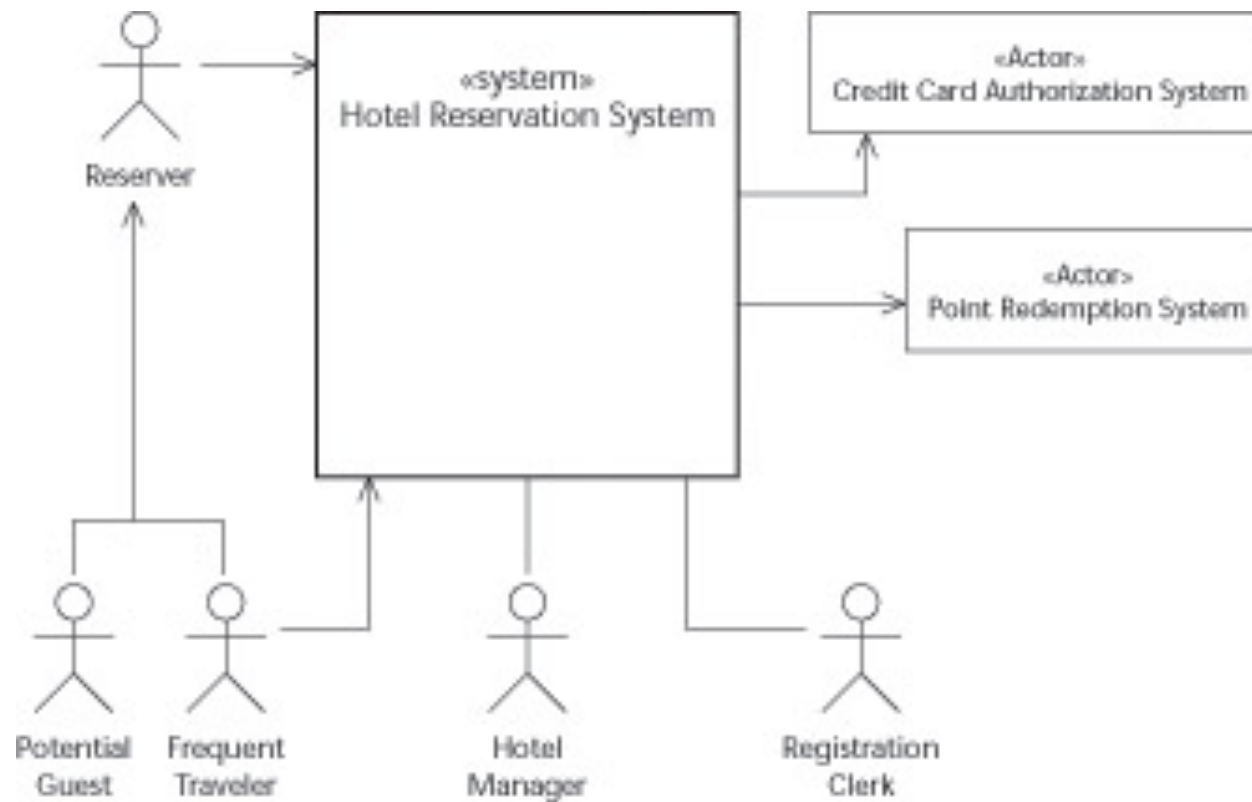 «system»
Hotel Reservation System
«Actor»
Credit Card Authorization System
Reserver
«Actor»
Point Redemption System
Potential
Guest
Frequent
Traveler
Hotel
Manager
Registration
Clerk